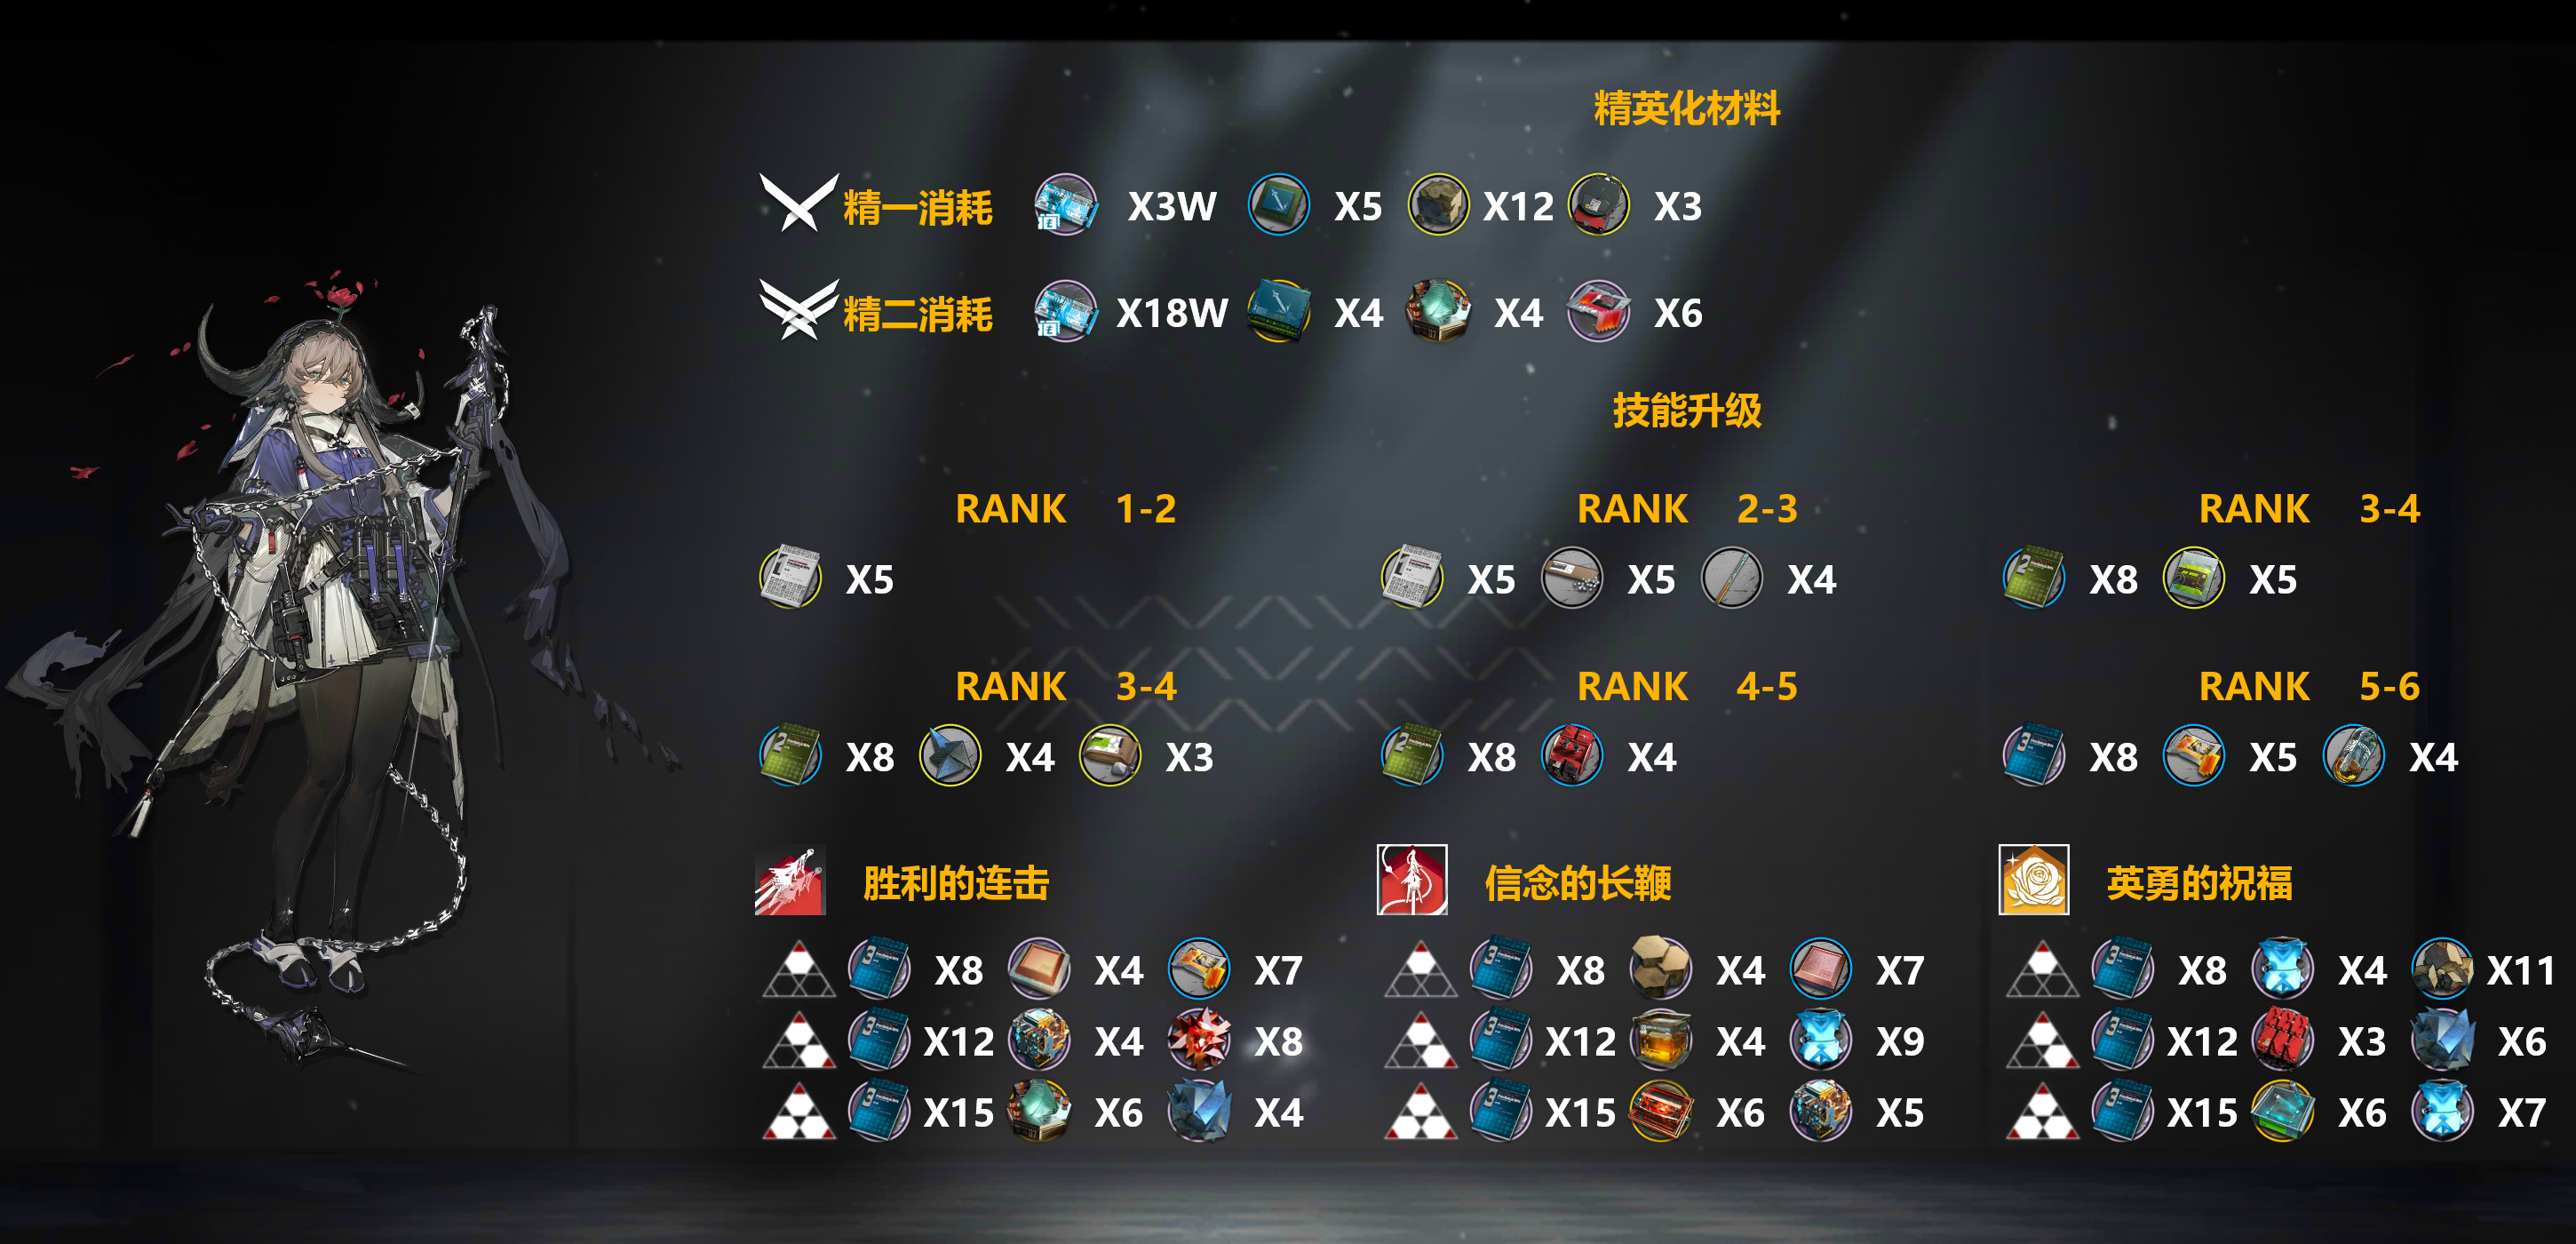 精英化材料
精一消耗 X3W X5 X12 X3
精二消耗 X18W X4 X4 X6
技能升级
RANK 1-2 RANK 2-3 RANK 3-4
X5 X5 X5 X4 X8 X5
RANK 3-4 RANK 4-5 RANK 5-6
X8 X4 X3 X8 X4 X8 X5 X4
胜利的连击 信念的长鞭 英勇的祝福
X8 X4 X7 X8 X4 X7 X8 X4 X11
X12 X4 X8 X12 X4 X9 X12 X3 X6
X15 X6 X4 X15 X6 X5 X15 X6 X7